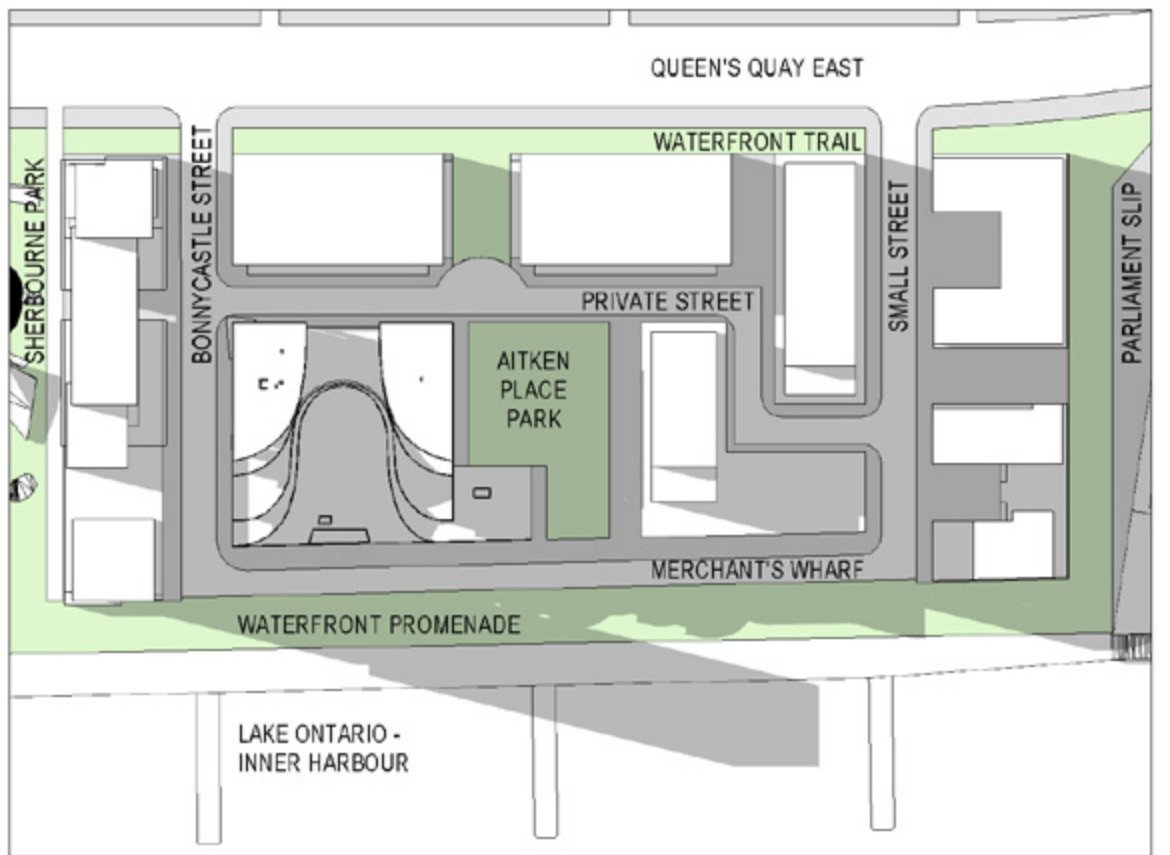 QUEEN'S QUAY EAST
WATERFRONT TRAIL
SHERBOURNE PARK
BONNYCASTLE STREET
SMALL STREET
PARLIAMENT SLIP
PRIVATE STREET
AITKEN
PLACE
PARK
MERCHANT'S WHARF
WATERFRONT PROMENADE
LAKE ONTARIO -
INNER HARBOUR